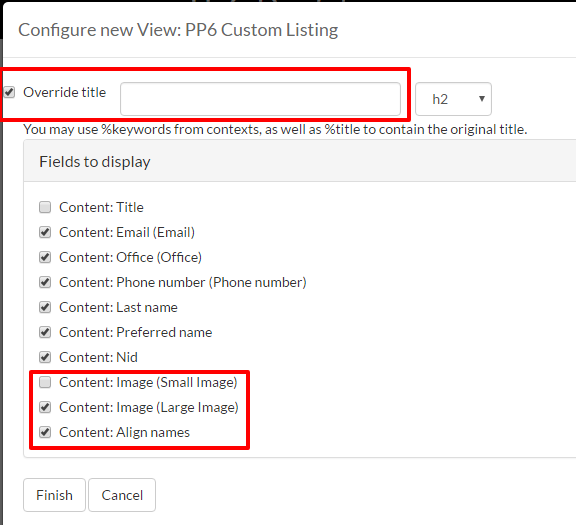 Configure new View: PP6 Custom Listing
Override title
h2
You may use %keywords from contexts, as well as %title to contain the original title.
Fields to display
Content: Title
Content: Email (Email)
Content: Office (Office)
Content: Phone number (Phone number)
Content: Last name
Content: Preferred name
Content: Nid
Content: Image (Small Image)
Content: Image (Large Image)
Content: Align names
Finish
Cancel